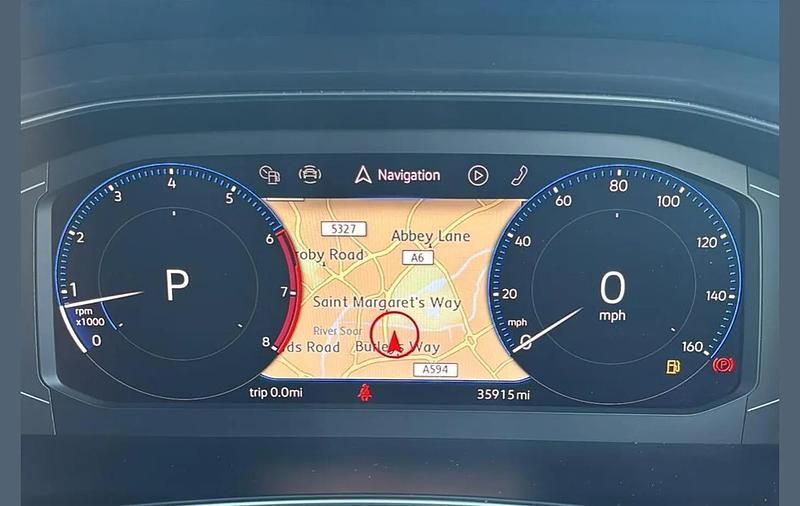 Navigation
4
3
5
2
6
1
7
rpm
x1000
0
8
P
5327
Abbey Lane
roby Road
A6
Saint Margaret's Way
River Soar
ds Road
Way
A594
80
60
100
40
120
20
140
mph
0
160
0
mph
P
trip 0.0mi
35915 mi